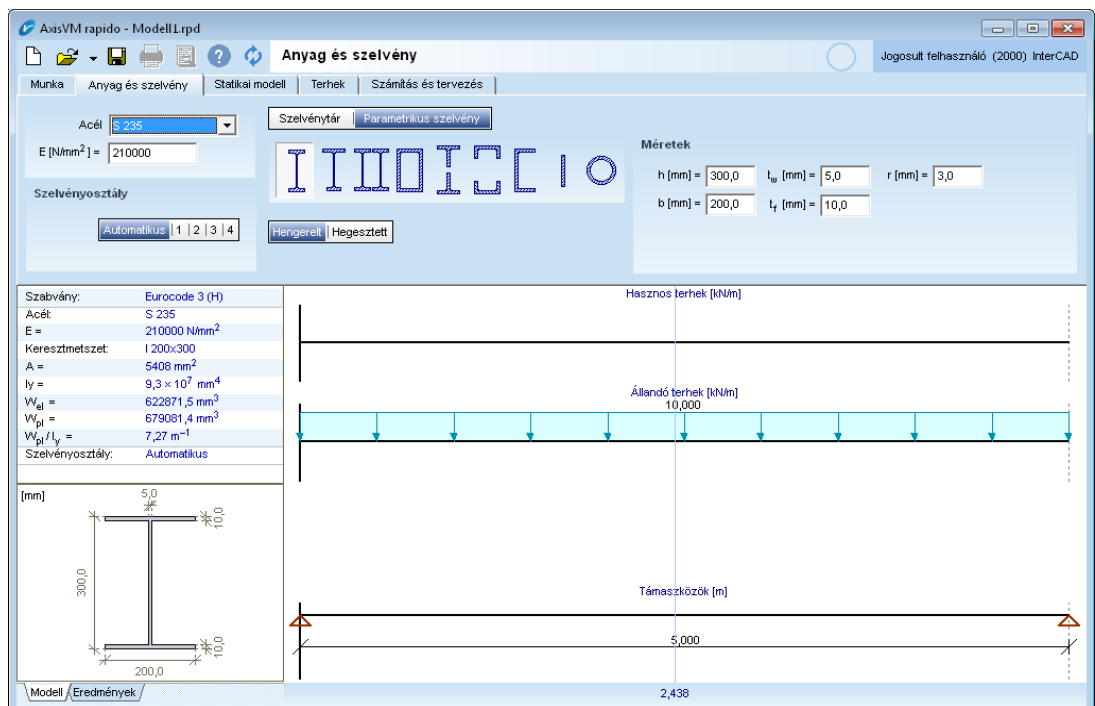 AxisVM rapido - Modell1.rpd
Anyag és szelvény
Jogosult felhasználó (2000) InterCAD
Munka Anyag és szelvény Statikai modell Terhek Számítás és tervezés
Acél S 235
E [N/mm²] = 210000
Szelvényosztály
Automatikus 1 2 3 4
Szelvénytár Parametrikus szelvény
Hengerelt Hegesztett
Méretek
h [mm] = 300,0 tw [mm] = 5,0 r [mm] = 3,0
b [mm] = 200,0 tf [mm] = 10,0
Szabvány: Eurocode 3 (H)
Acél: S 235
E = 210000 N/mm²
Keresztmetszet: I 200×300
A = 5408 mm²
Iy = 9,3 × 10⁷ mm⁴
Wel = 622871,5 mm³
Wpl = 679081,4 mm³
Wpl / Iy = 7,27 m⁻¹
Szelvényosztály: Automatikus
[mm]
5,0
10,0
300,0
10,0
200,0
Hasznos terhek [kN/m]
Állandó terhek [kN/m]
10,000
Támaszközök [m]
5,000
Modell Eredmények
2,438